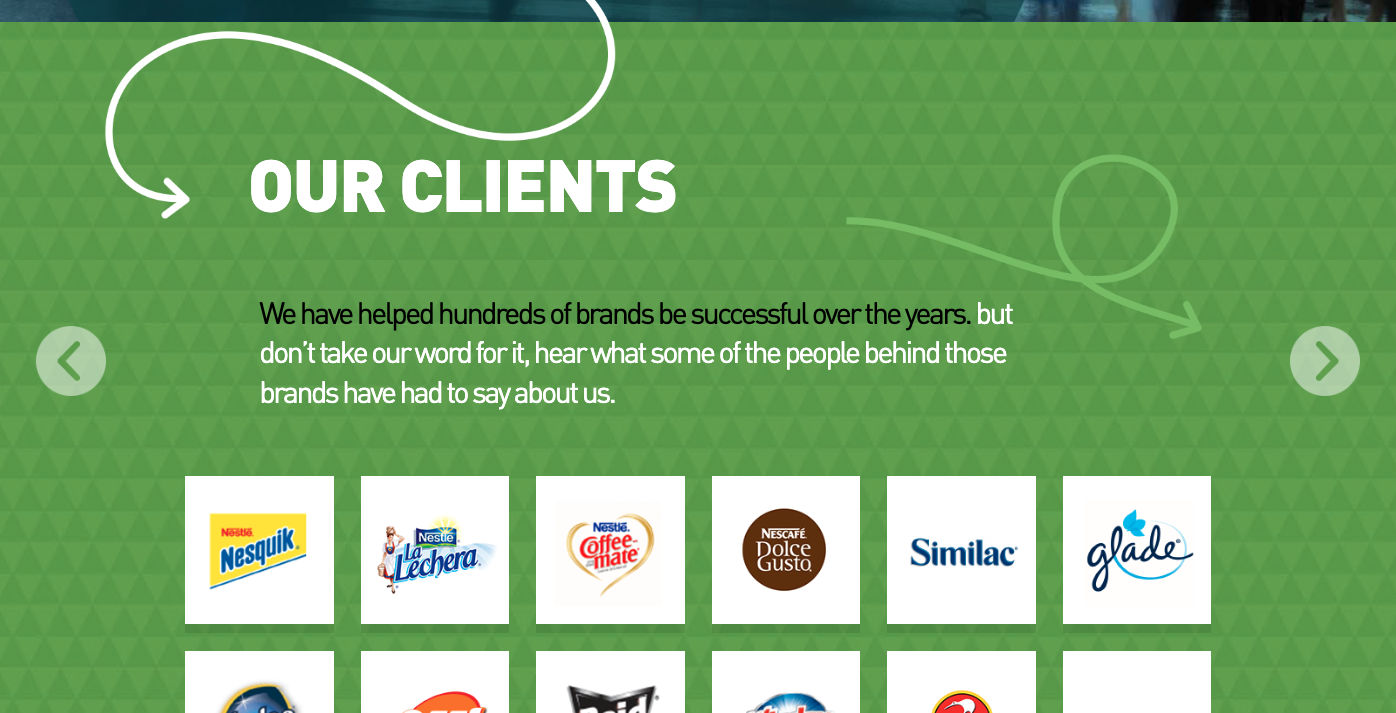 OUR CLIENTS
We have helped hundreds of brands be successful over the years. but
don't take our word for it, hear what some of the people behind those
brands have had to say about us.
Nestlé.
Nesquik
Nestlé
La
Lechera
Nestlé.
Coffee-
mate
NESCAFÉ
DOLCE
GUSTO
Similac
glade
Raid